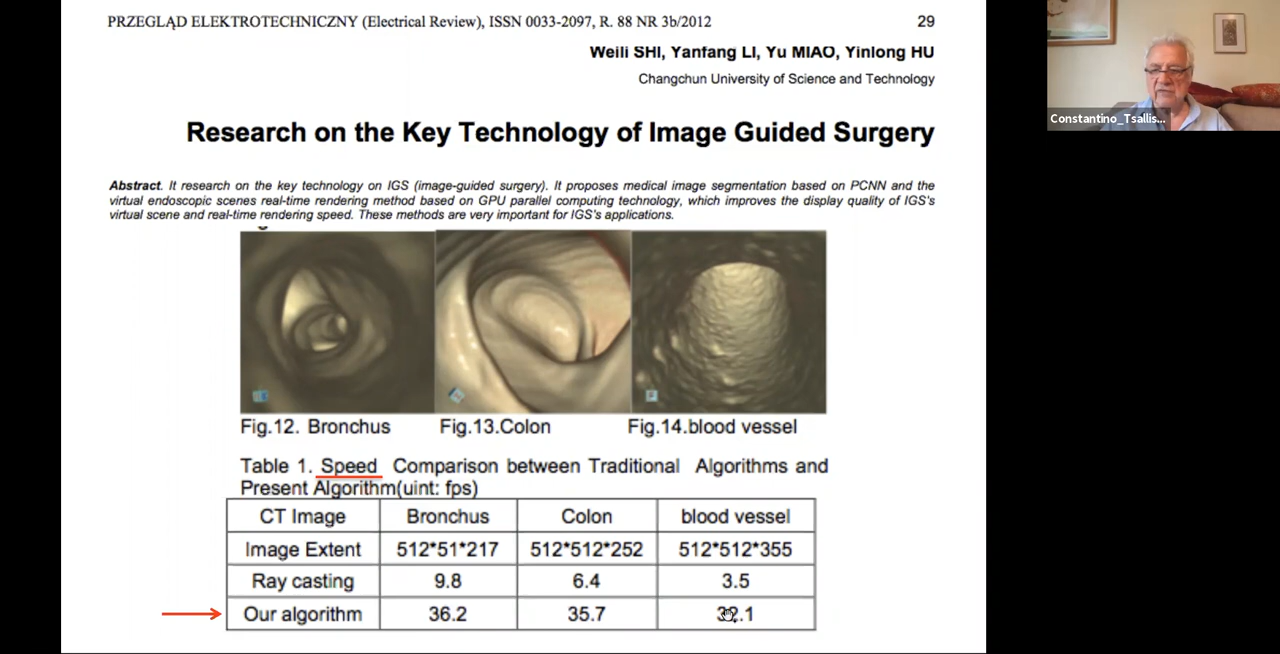 PRZEGLĄD ELEKTROTECHNICZNY (Electrical Review), ISSN 0033-2097, R. 88 NR 3b/2012 29
Weili SHI, Yanfang LI, Yu MIAO, Yinlong HU
Changchun University of Science and Technology
Constantino_Tsallis...
Research on the Key Technology of Image Guided Surgery
Abstract. It research on the key technology on IGS (image-guided surgery). It proposes medical image segmentation based on PCNN and the
virtual endoscopic scenes real-time rendering method based on GPU parallel computing technology, which improves the display quality of IGS's
virtual scene and real-time rendering speed. These methods are very important for IGS's applications.
Fig.12. Bronchus Fig.13.Colon Fig.14.blood vessel
Table 1. Speed Comparison between Traditional Algorithms and
Present Algorithm(uint: fps)
CT Image Bronchus Colon blood vessel
Image Extent 512*51*217 512*512*252 512*512*355
Ray casting 9.8 6.4 3.5
Our algorithm 36.2 35.7 32.1